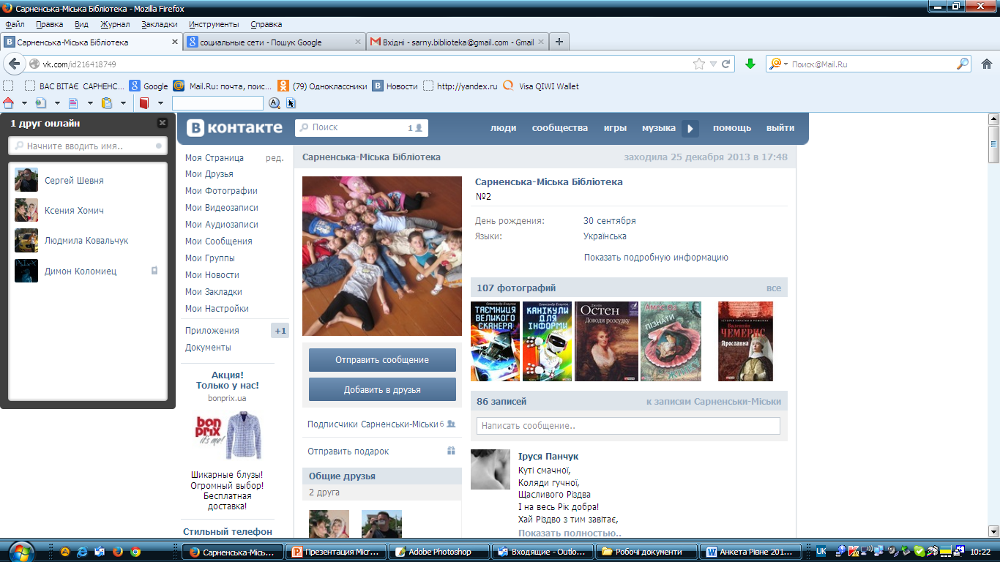 Сарненська-Міська Бібліотека - Mozilla Firefox
Файл Правка Вид Журнал Закладки Инструменты Справка
Сарненська-Міська Бібліотека
социальные сети - Пошук Google
Вхідні - sarny.biblioteka@gmail.com - Gmail
vk.com/id216418749
Поиск@Mail.Ru
ВАС ВІТАЄ САРНЕНС... Google Mail.Ru: почта, поис... (79) Одноклассники Новости http://yandex.ru Visa QIWI Wallet
1 друг онлайн
Начните вводить имя..
Сергей Шевня
Ксения Хомич
Людмила Ковальчук
Димон Коломиец
В контакте
Поиск 1
люди сообщества игры музыка помощь выйти
Моя Страница ред.
Мои Друзья
Мои Фотографии
Мои Видеозаписи
Мои Аудиозаписи
Мои Сообщения
Мои Группы
Мои Новости
Мои Закладки
Мои Настройки
Приложения +1
Документы
Акция!
Только у нас!
bonprix.ua
bon
prix
it's me!
Шикарные блузы!
Огромный выбор!
Бесплатная
доставка!
Стильный телефон
Сарненська-Міська Бібліотека заходила 25 декабря 2013 в 17:48
Отправить сообщение
Добавить в друзья
Подписчики Сарненськи-Міськи 6
Отправить подарок
Общие друзья
2 друга
Сарненська-Міська Бібліотека
№2
День рождения: 30 сентября
Языки: Українська
Показать подробную информацию
107 фотографий все
ТАЄМНИЦЯ
ВЕЛИКОГО
СКАНЕРА
КАНІКУЛИ
ДЛЯ
ІНФОРМИ
Остен
Доводи розсудку
ПІЗНАТИ
ЧЕМЕРИС
Ярославна
86 записей к записям Сарненськи-Міськи
Написать сообщение..
Іруся Панчук
Куті смачної,
Коляди гучної,
Щасливого Різдва
І на весь Рік добра!
Хай Різдво з тим завітає,
Показать полностью..
Сарненська-Місь... Презентация Міст... Adobe Photoshop Входящие - Outlo... Робочі документи Анкета Рівне 201... UK 10:22